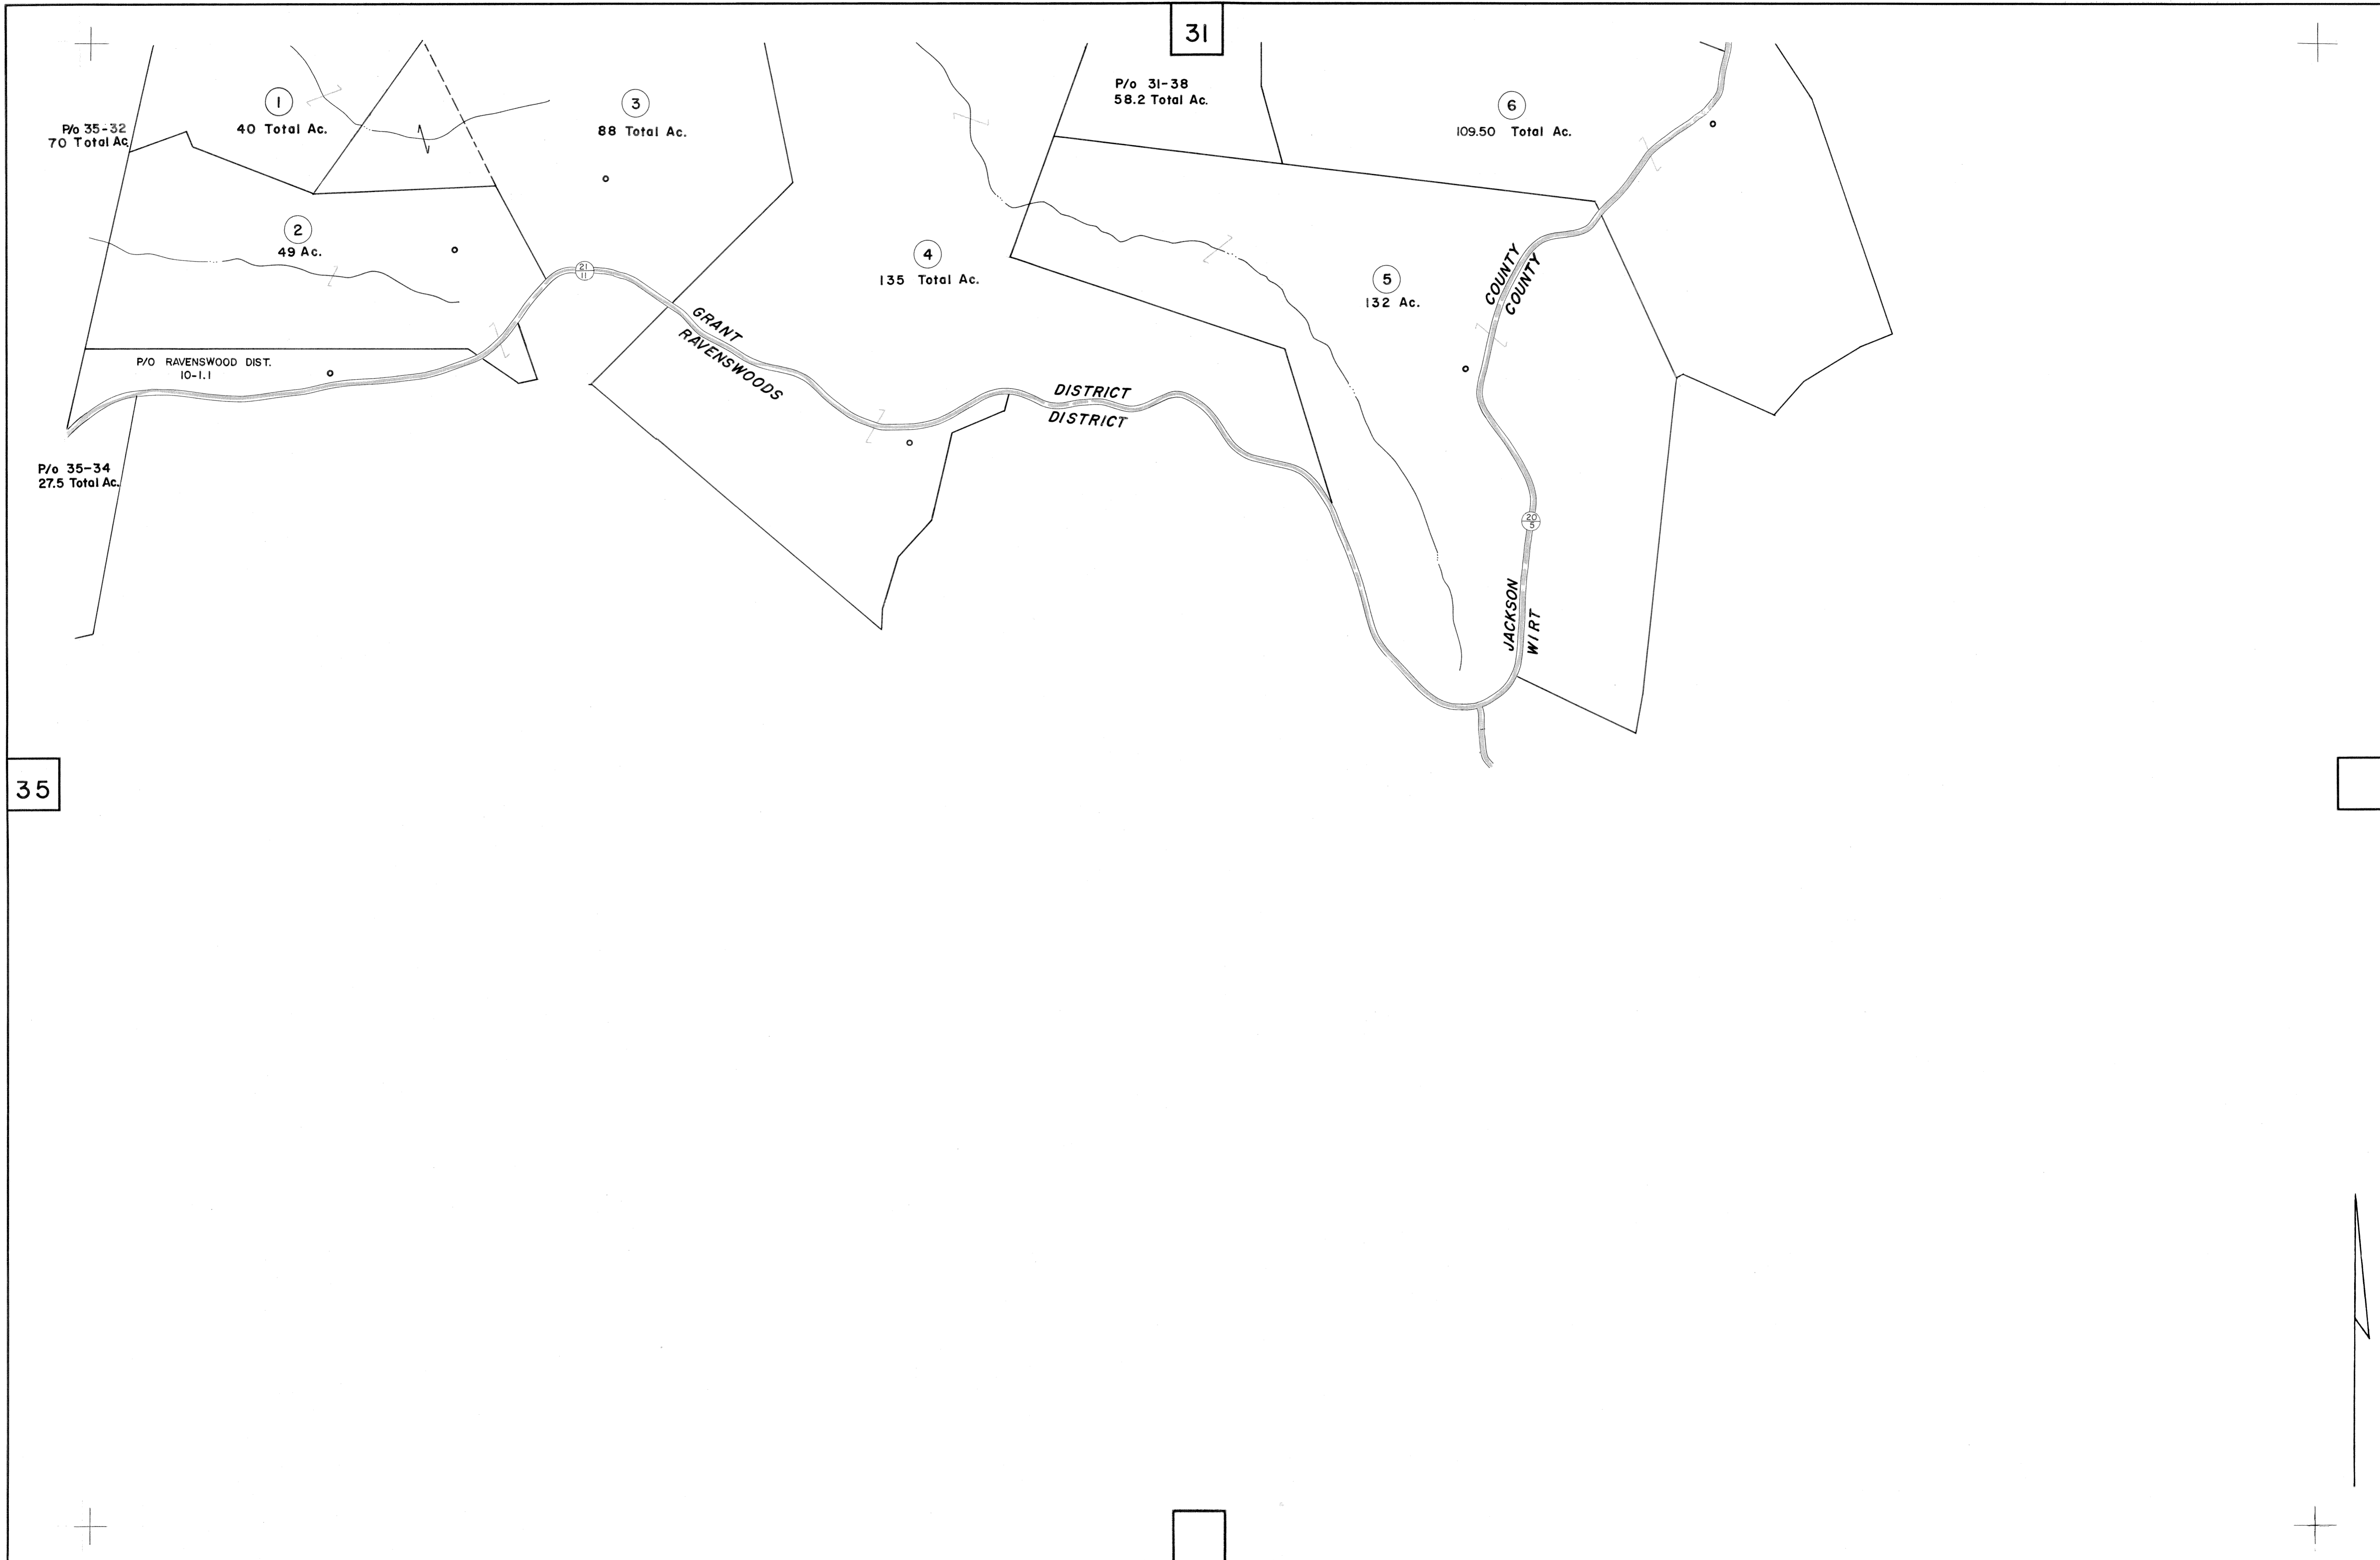 31
P/o 31-38
58.2 Total Ac.
1
40 Total Ac.
3
88 Total Ac.
6
109.50 Total Ac.
P/o 35-32
70 Total Ac.
2
49 Ac.
4
135 Total Ac.
5
132 Ac.
COUNTY
COUNTY
21
11
GRANT
RAVENSWOODS
P/O RAVENSWOOD DIST.
10-1.1
DISTRICT
DISTRICT
P/o 35-34
27.5 Total Ac.
20
5
JACKSON
WIRT
35